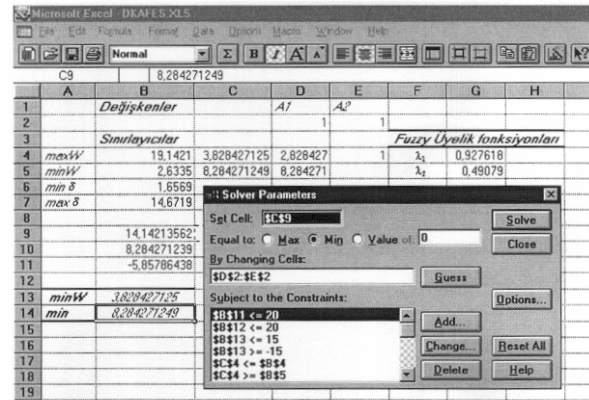 Microsoft Excel - DKAFES.XLS
File Edit Formula Format Data Options Macro Window Help
Normal Σ B I A A
C9 8,284271249
A B C D E F G H
1 Değişkenler A1 A2
2 1 1
3 Sınırlayıcılar Fuzzy Üyelik fonksiyonları
4 maxW 19,1421 3,828427125 2,828427 1 λ₁ 0,927618
5 minW 2,6335 8,284271249 8,284271 λ₂ 0,49079
6 min δ 1,6569
7 max δ 14,6719
8
9 14,14213562
10 8,284271239
11 -5,85786438
12
13 minW 3,828427125
14 min 8,284271249
15
16
17
18
19
Solver Parameters
Set Cell: $C$9 Solve
Equal to: Max Min Value of: 0 Close
By Changing Cells:
$D$2:$E$2 Guess
Subject to the Constraints: Options...
$B$11 <= 20
$B$12 <= 20 Add...
$B$13 <= 15
$B$13 >= -15 Change... Reset All
$C$4 <= $B$4
$C$4 >= $B$5 Delete Help